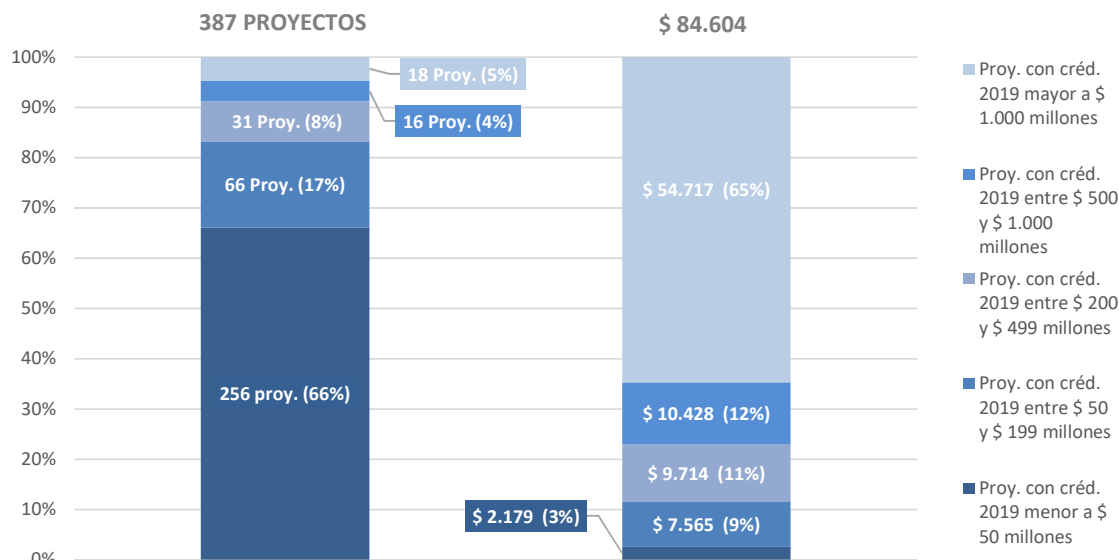 387 PROYECTOS
$ 84.604
100%
90%
80%
70%
60%
50%
40%
30%
20%
10%
0%
18 Proy. (5%)
16 Proy. (4%)
31 Proy. (8%)
66 Proy. (17%)
256 proy. (66%)
$ 54.717 (65%)
$ 10.428 (12%)
$ 9.714 (11%)
$ 7.565 (9%)
$ 2.179 (3%)
Proy. con créd.
2019 mayor a $
1.000 millones
Proy. con créd.
2019 entre $ 500
y $ 1.000
millones
Proy. con créd.
2019 entre $ 200
y $ 499 millones
Proy. con créd.
2019 entre $ 50
y $ 199 millones
Proy. con créd.
2019 menor a $
50 millones